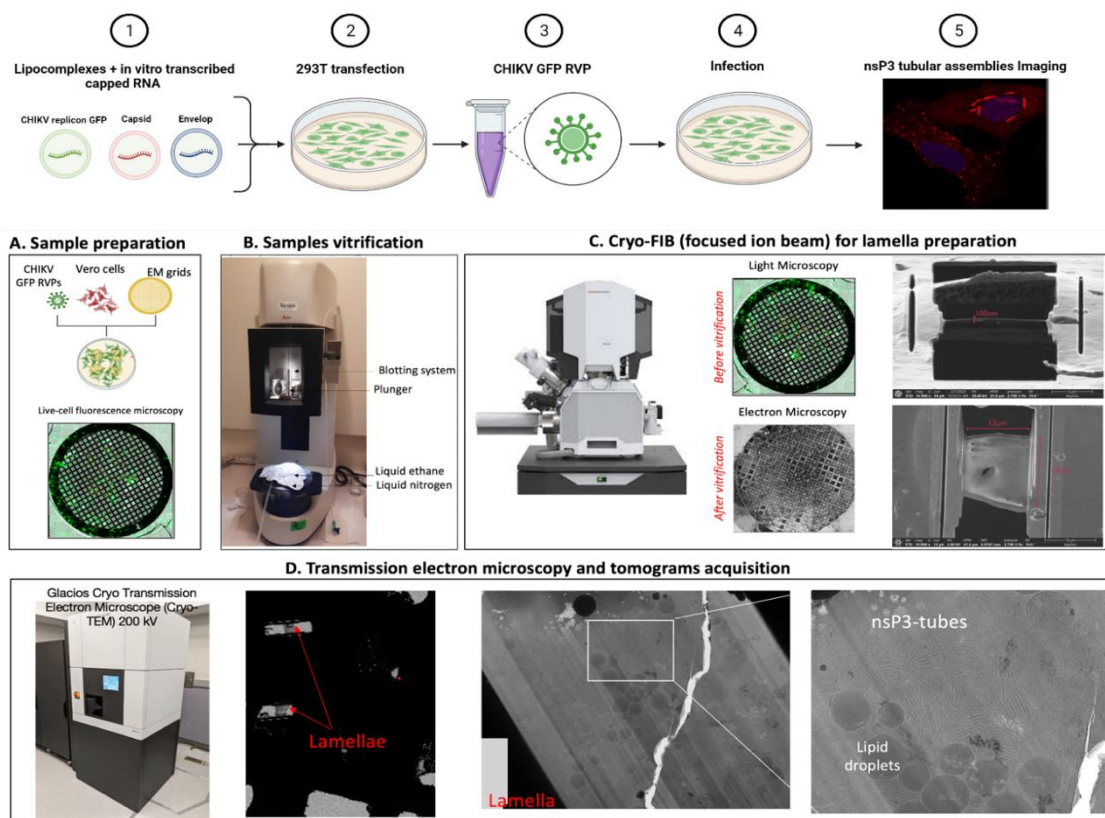 1
2
3
4
5
Lipocomplexes + in vitro transcribed
capped RNA
293T transfection
CHIKV GFP RVP
Infection
nsP3 tubular assemblies Imaging
CHIKV replicon GFP
Capsid
Envelop
A. Sample preparation
CHIKV
GFP RVPs
Vero cells
EM grids
Live-cell fluorescence microscopy
B. Samples vitrification
Blotting system
Plunger
Liquid ethane
Liquid nitrogen
C. Cryo-FIB (focused ion beam) for lamella preparation
Light Microscopy
Before vitrification
Electron Microscopy
After vitrification
100nm
12µm
D. Transmission electron microscopy and tomograms acquisition
Glacios Cryo Transmission
Electron Microscope (Cryo-
TEM) 200 kV
Lamellae
Lamella
nsP3-tubes
Lipid
droplets